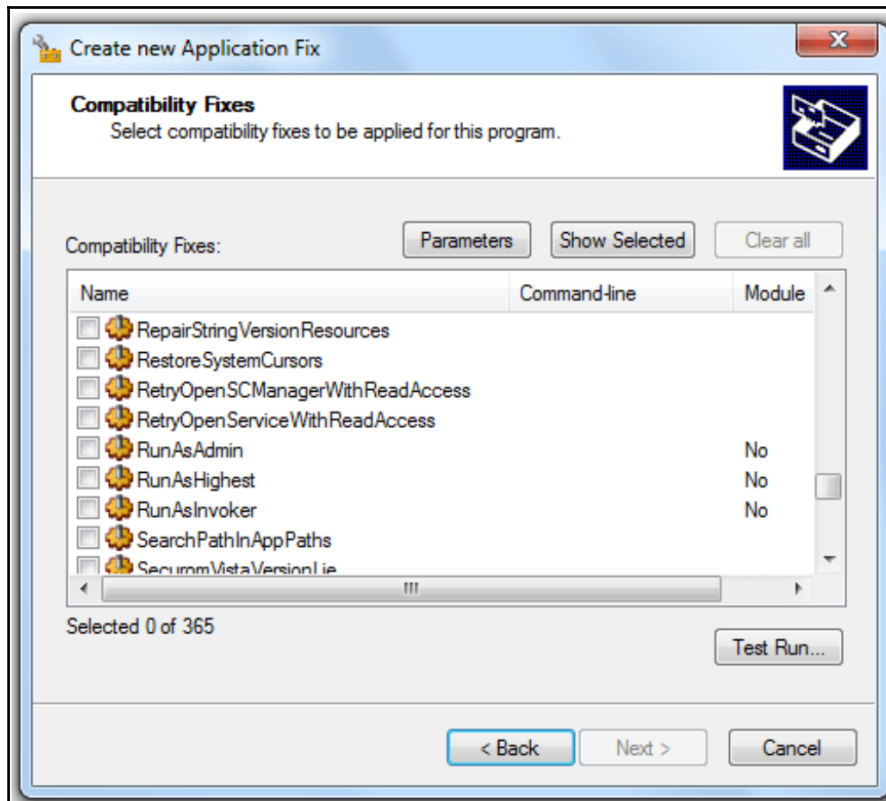 Create new Application Fix
Compatibility Fixes
Select compatibility fixes to be applied for this program.
Compatibility Fixes:
Parameters
Show Selected
Clear all
Name Command-line Module
RepairStringVersionResources
RestoreSystemCursors
RetryOpenSCManagerWithReadAccess
RetryOpenServiceWithReadAccess
RunAsAdmin No
RunAsHighest No
RunAsInvoker No
SearchPathInAppPaths
SecuromVistaVersionLie
Selected 0 of 365
Test Run...
< Back
Next >
Cancel